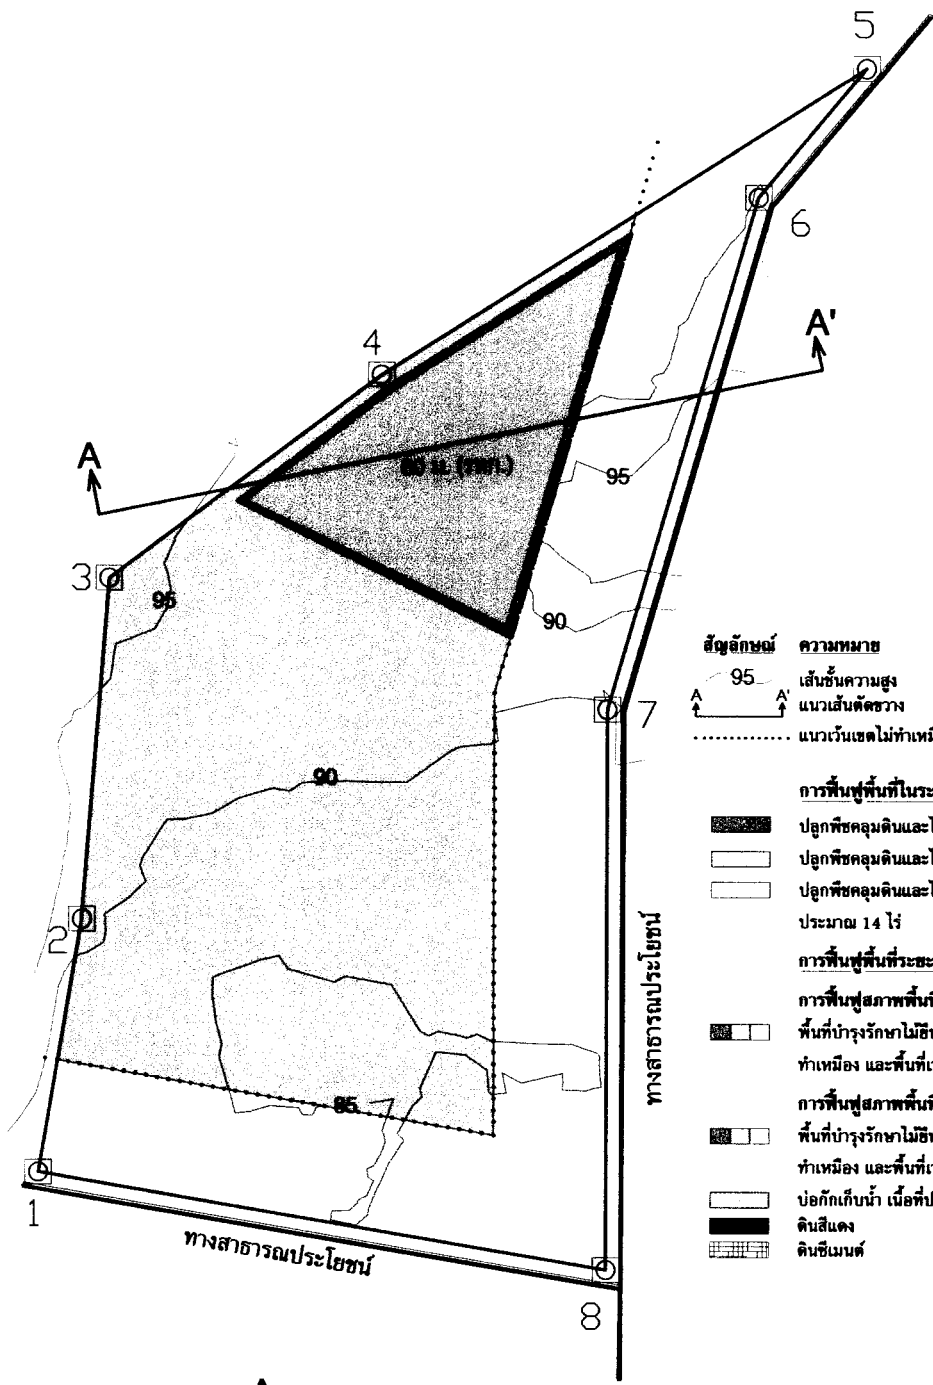 5
6
A'
4
A
60 ม. (รทก.)
95
3
95
90
สัญลักษณ์ ความหมาย
95 เส้นชั้นความสูง
A A' แนวเส้นตัดขวาง
7
แนวเว้นเขตไม่ทำเหมื
90
การฟื้นฟูพื้นที่ในระ
ปลูกพืชคลุมดินและไ
ปลูกพืชคลุมดินและไ
ปลูกพืชคลุมดินและไ
ประมาณ 14 ไร่
2
ทางสาธารณประโยชน์
การฟื้นฟูพื้นที่ระยะ
การฟื้นฟูสภาพพื้นที่
พื้นที่บำรุงรักษาไม้ยืน
ทำเหมือง และพื้นที่เ
85
การฟื้นฟูสภาพพื้นที่
พื้นที่บำรุงรักษาไม้ยืน
ทำเหมือง และพื้นที่เ
1
บ่อกักเก็บน้ำ เนื้อที่ป
ดินสีแดง
ดินซีเมนต์
ทางสาธารณประโยชน์
8